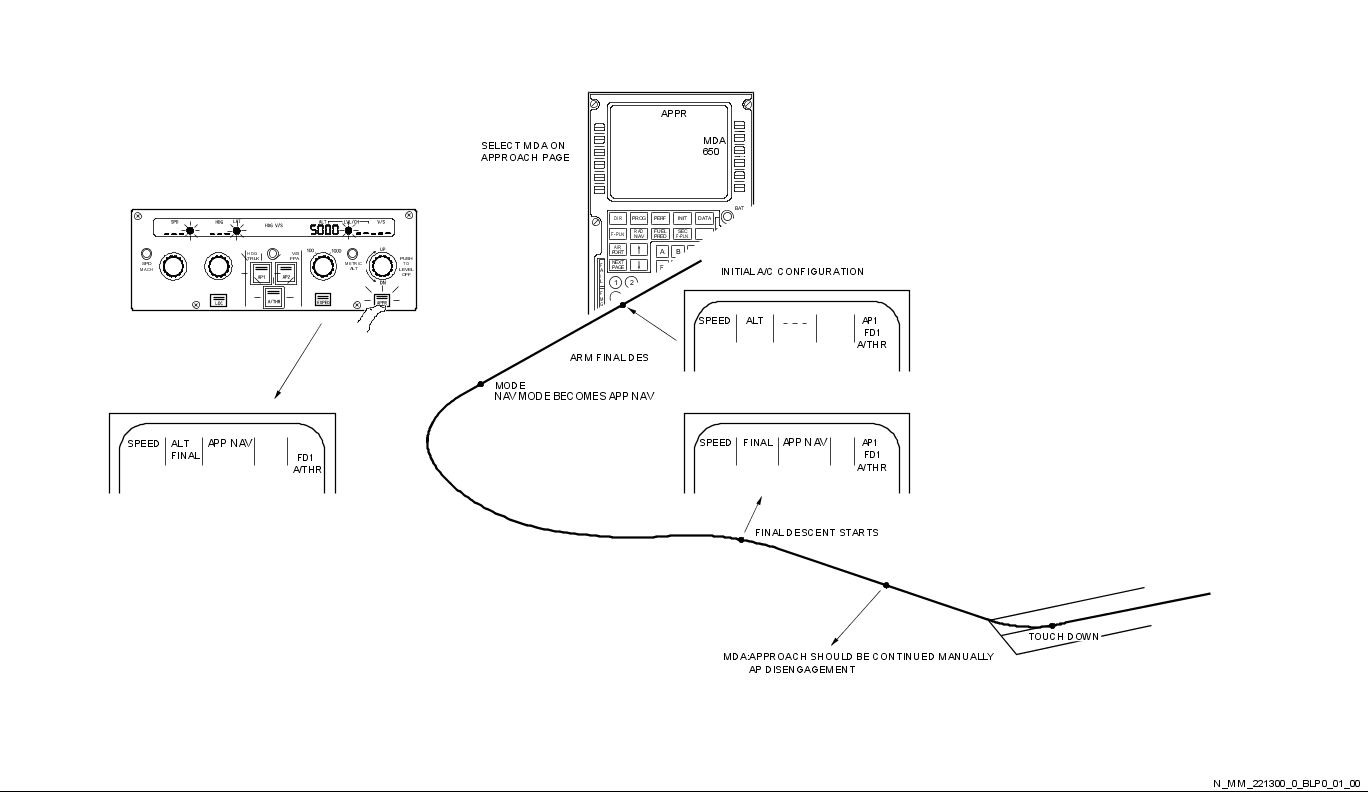 APPR
MDA
650
SELECT MDA ON
APPROACH PAGE
BAT
DIR
PROG
PERF
INIT
DATA
F-PLN
RAD
NAV
FUEL
PRED
SEC
F-PLN
AIR
PORT
A
B
NEXT
PAGE
F
1
2
SPD
HDG
LAT
HDG V/S
ALT
LVL/CH
V/S
5000
SPD
MACH
HDG
TRK
V/S
FPA
100
1000
METRIC
ALT
UP
DN
PUSH
TO
LEVEL
OFF
AP1
AP2
A/THR
LOC
EXPED
APPR
INITIAL A/C CONFIGURATION
SPEED
ALT
- - -
AP1
FD1
A/THR
ARM FINAL DES
MODE
NAV MODE BECOMES APP NAV
SPEED
ALT
APP NAV
FINAL
FD1
A/THR
SPEED
FINAL
APP NAV
AP1
FD1
A/THR
FINAL DESCENT STARTS
TOUCH DOWN
MDA:APPROACH SHOULD BE CONTINUED MANUALLY
AP DISENGAGEMENT
N_MM_221300_0_BLP0_01_00